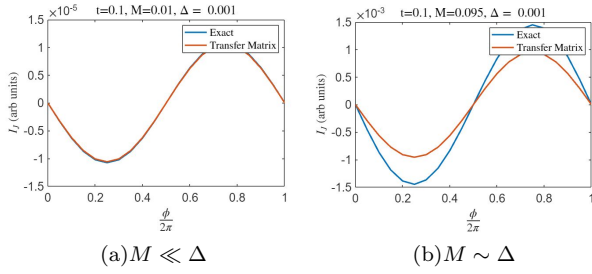 ×10⁻⁵ t=0.1, M=0.01, Δ = 0.001
1.5
1
0.5
0
-0.5
-1
-1.5
I_J (arb units)
Exact
Transfer Matrix
0 0.2 0.4 0.6 0.8 1
ϕ/2π
(a)M ≪ Δ
×10⁻³ t=0.1, M=0.095, Δ = 0.001
1.5
1
0.5
0
-0.5
-1
-1.5
I_J (arb units)
Exact
Transfer Matrix
0 0.2 0.4 0.6 0.8 1
ϕ/2π
(b)M ∼ Δ